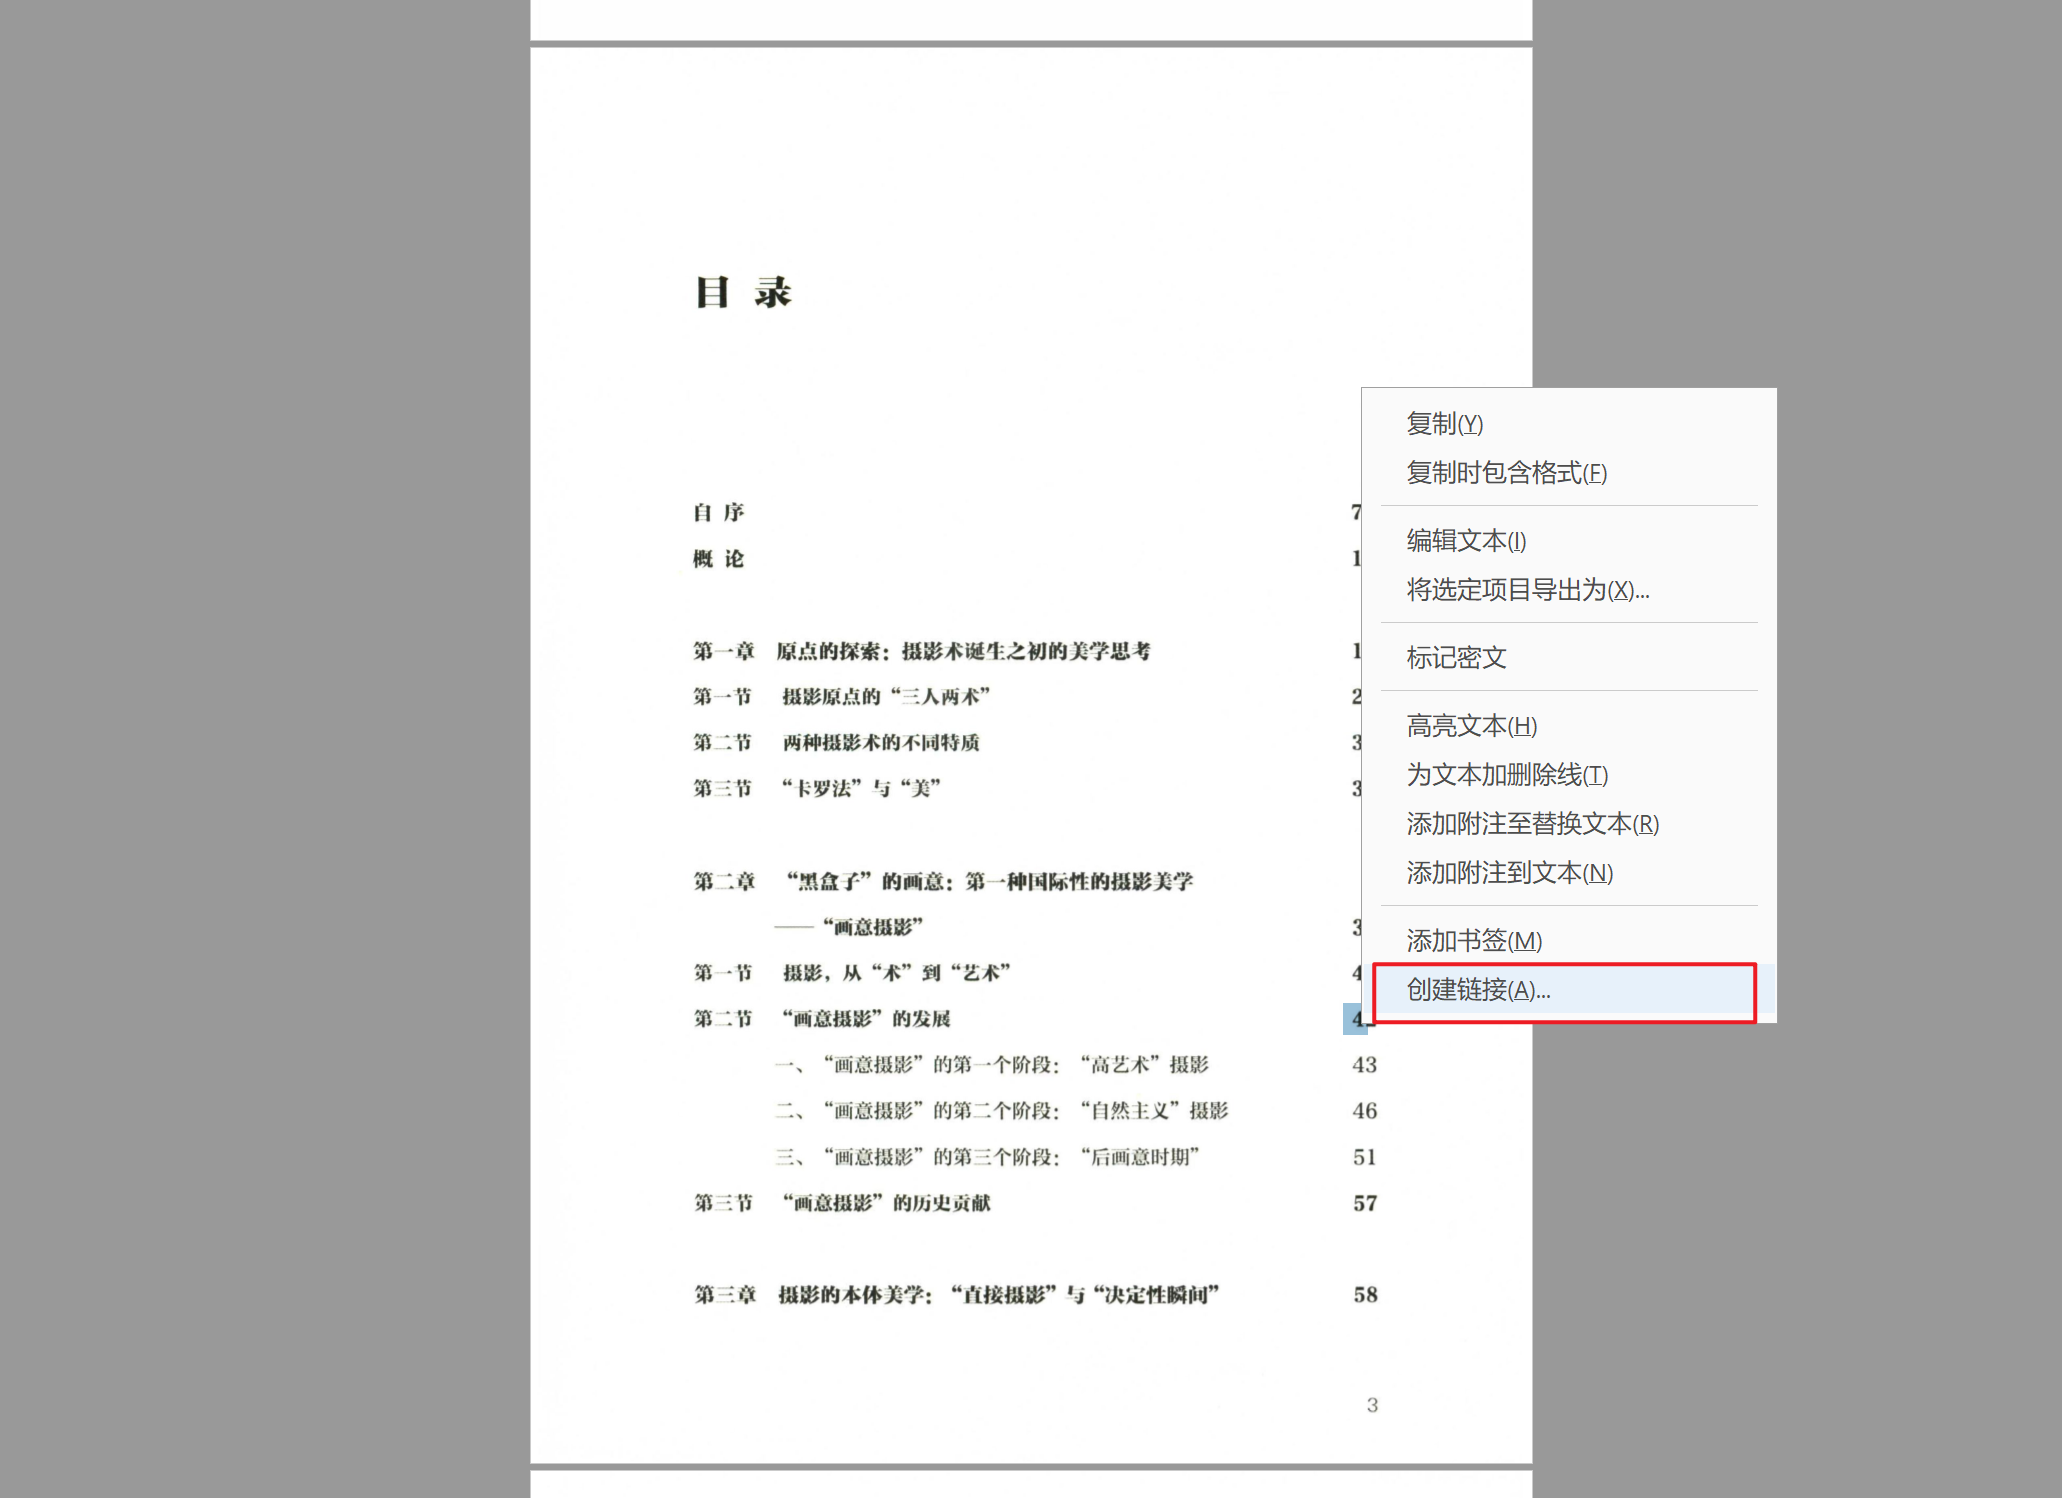 目 录
自 序 7
概 论 1
第一章 原点的探索：摄影术诞生之初的美学思考 1
第一节 摄影原点的“三人两术” 2
第二节 两种摄影术的不同特质 3
第三节 “卡罗法”与“美” 3
第二章 “黑盒子”的画意：第一种国际性的摄影美学
——“画意摄影” 3
第一节 摄影，从“术”到“艺术” 4
第二节 “画意摄影”的发展 42
一、“画意摄影”的第一个阶段：“高艺术”摄影 43
二、“画意摄影”的第二个阶段：“自然主义”摄影 46
三、“画意摄影”的第三个阶段：“后画意时期” 51
第三节 “画意摄影”的历史贡献 57
第三章 摄影的本体美学：“直接摄影”与“决定性瞬间” 58
3
复制(Y)
复制时包含格式(F)
编辑文本(I)
将选定项目导出为(X)...
标记密文
高亮文本(H)
为文本加删除线(T)
添加附注至替换文本(R)
添加附注到文本(N)
添加书签(M)
创建链接(A)...